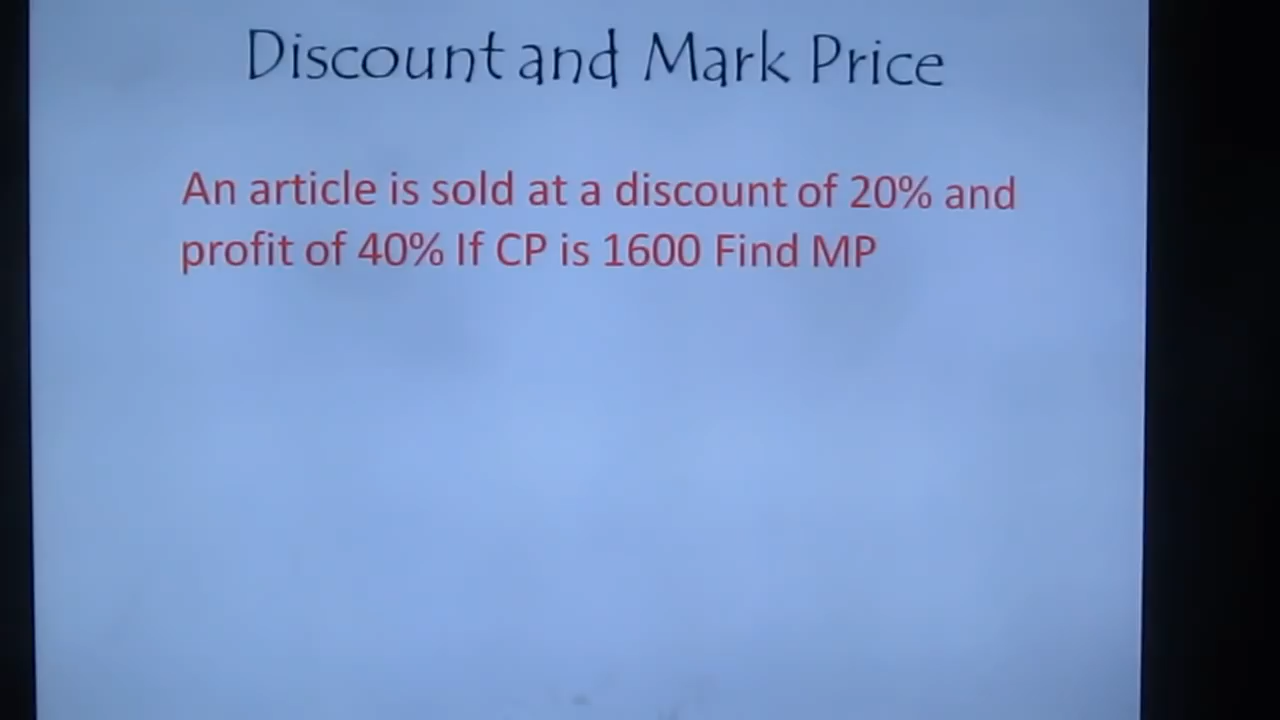 Discount and Mark Price
An article is sold at a discount of 20% and
profit of 40% If CP is 1600 Find MP